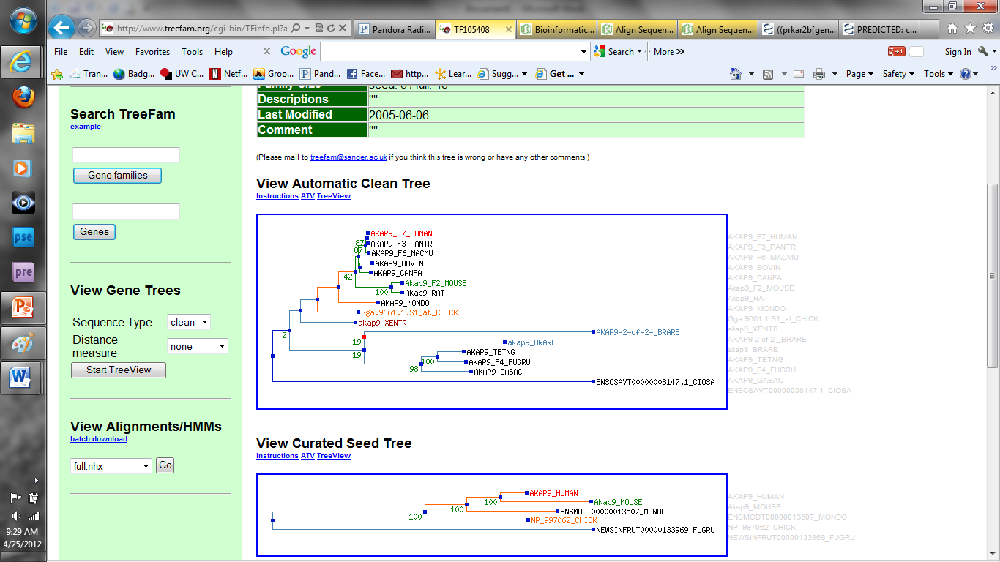 http://www.treefam.org/cgi-bin/TFinfo.pl?a
Pandora Radi...
TF105408
Bioinformatic...
Align Sequen...
Align Sequen...
((prkar2b[gen...
PREDICTED: c...
File Edit View Favorites Tools Help
Google
Search
More »
+1
Sign In
Tran... Badg... UW C... Netf... Groo... Pand... Face... http... Lear... Sugg... Get ...
Page Safety Tools
Descriptions ""
Last Modified 2005-06-06
Comment ""
(Please mail to treefam@sanger.ac.uk if you think this tree is wrong or have any other comments.)
Search TreeFam
example
Gene families
Genes
View Gene Trees
Sequence Type clean
Distance measure none
Start TreeView
View Alignments/HMMs
batch download
full.nhx Go
View Automatic Clean Tree
Instructions ATV TreeView
AKAP9_F7_HUMAN
87
AKAP9_F3_PANTR
87
AKAP9_F6_MACMU
AKAP9_BOVIN
42
AKAP9_CANFA
Akap9_F2_MOUSE
100
Akap9_RAT
AKAP9_MONDO
Gga.9661.1.S1_at_CHICK
akap9_XENTR
2
AKAP9-2-of-2-_BRARE
19
akap9_BRARE
19
AKAP9_TETNG
100
AKAP9_F4_FUGRU
98
AKAP9_GASAC
ENSCSAVT00000008147.1_CIOSA
AKAP9_F7_HUMAN
AKAP9_F3_PANTR
AKAP9_F6_MACMU
AKAP9_BOVIN
AKAP9_CANFA
Akap9_F2_MOUSE
Akap9_RAT
AKAP9_MONDO
Gga.9661.1.S1_at_CHICK
akap9_XENTR
AKAP9-2-of-2-_BRARE
akap9_BRARE
AKAP9_TETNG
AKAP9_F4_FUGRU
AKAP9_GASAC
ENSCSAVT00000008147.1_CIOSA
View Curated Seed Tree
Instructions ATV TreeView
AKAP9_HUMAN
100
Akap9_MOUSE
100
ENSMODT00000013507_MONDO
100
NP_997062_CHICK
NEWSINFRUT00000133969_FUGRU
AKAP9_HUMAN
Akap9_MOUSE
ENSMODT00000013507_MONDO
NP_997062_CHICK
NEWSINFRUT00000133969_FUGRU
pse
pre
9:29 AM
4/25/2012